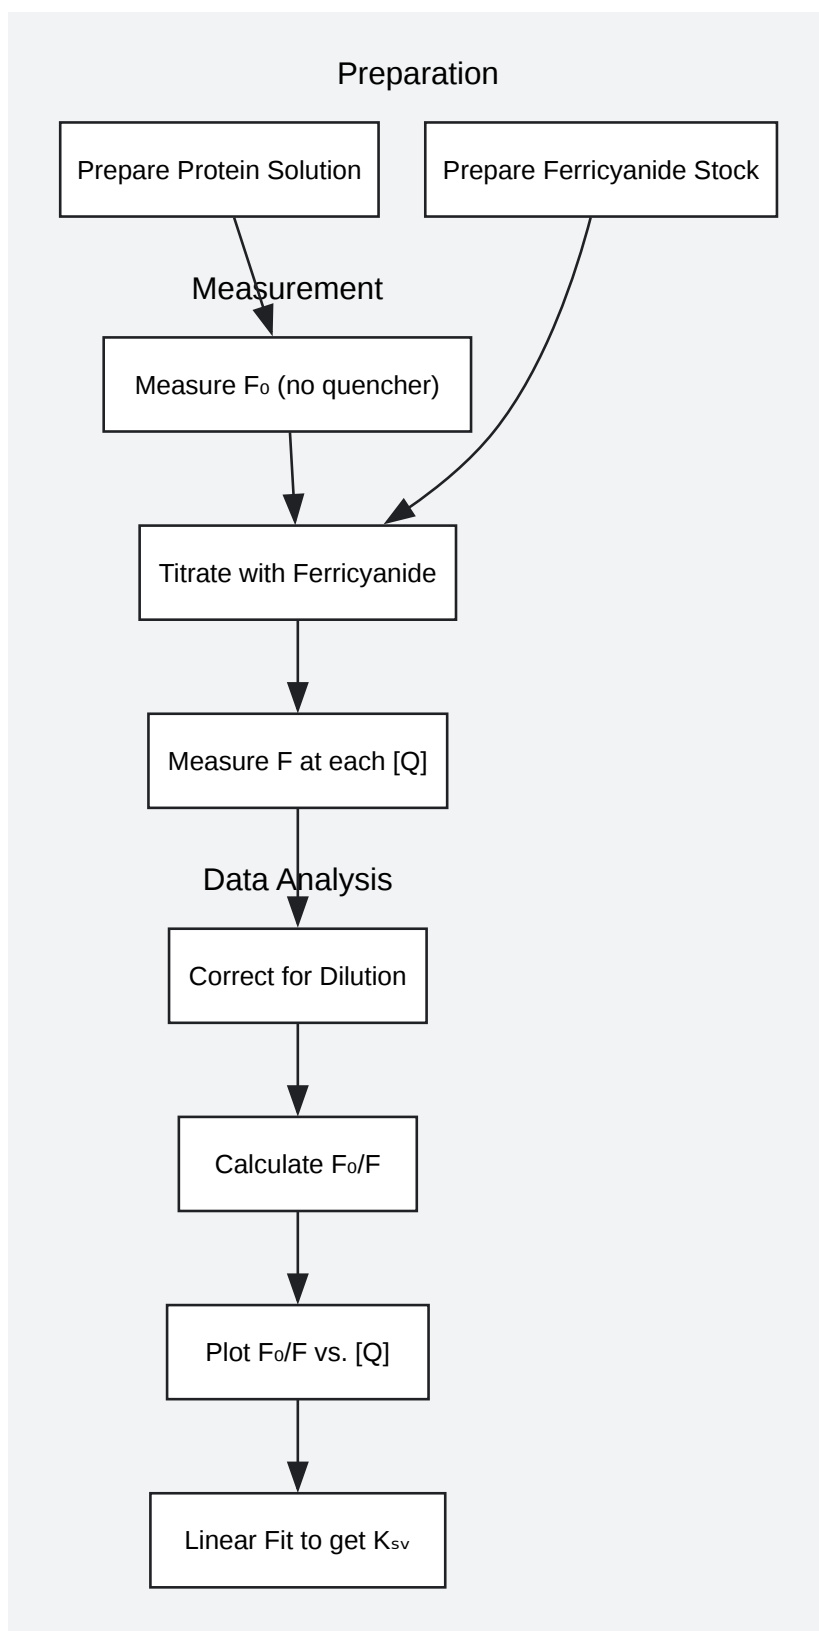 Preparation
Prepare Protein Solution
Prepare Ferricyanide Stock
Measurement
Measure F₀ (no quencher)
Titrate with Ferricyanide
Measure F at each [Q]
Data Analysis
Correct for Dilution
Calculate F₀/F
Plot F₀/F vs. [Q]
Linear Fit to get Kₛᵥ